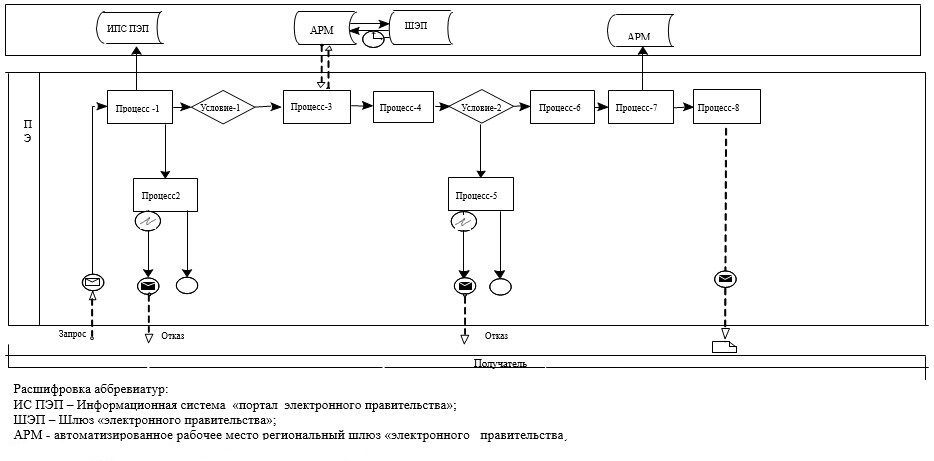 ИПС ПЭП
АРМ
ШЭП
АРМ
ПЭ
Процесс -1
Условие-1
Процесс-3
Процесс-4
Условие-2
Процесс-6
Процесс-7
Процесс-8
Процесс2
Процесс-5
Запрос
Отказ
Отказ
Получатель
Расшифровка аббревиатур:
ИС ПЭП – Информационная система «портал электронного правительства»;
ШЭП – Шлюз «электронного правительства»;
АРМ - автоматизированное рабочее место региональный шлюз «электронного правительства